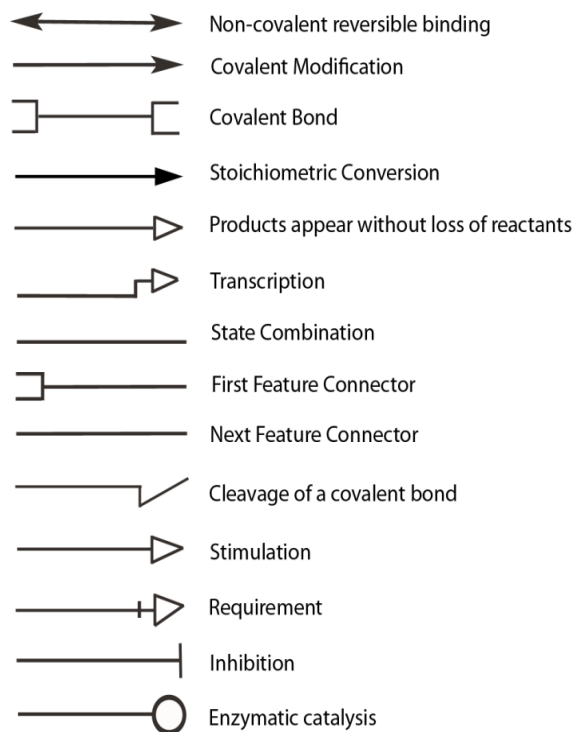 Non-covalent reversible binding
Covalent Modification
Covalent Bond
Stoichiometric Conversion
Products appear without loss of reactants
Transcription
State Combination
First Feature Connector
Next Feature Connector
Cleavage of a covalent bond
Stimulation
Requirement
Inhibition
Enzymatic catalysis